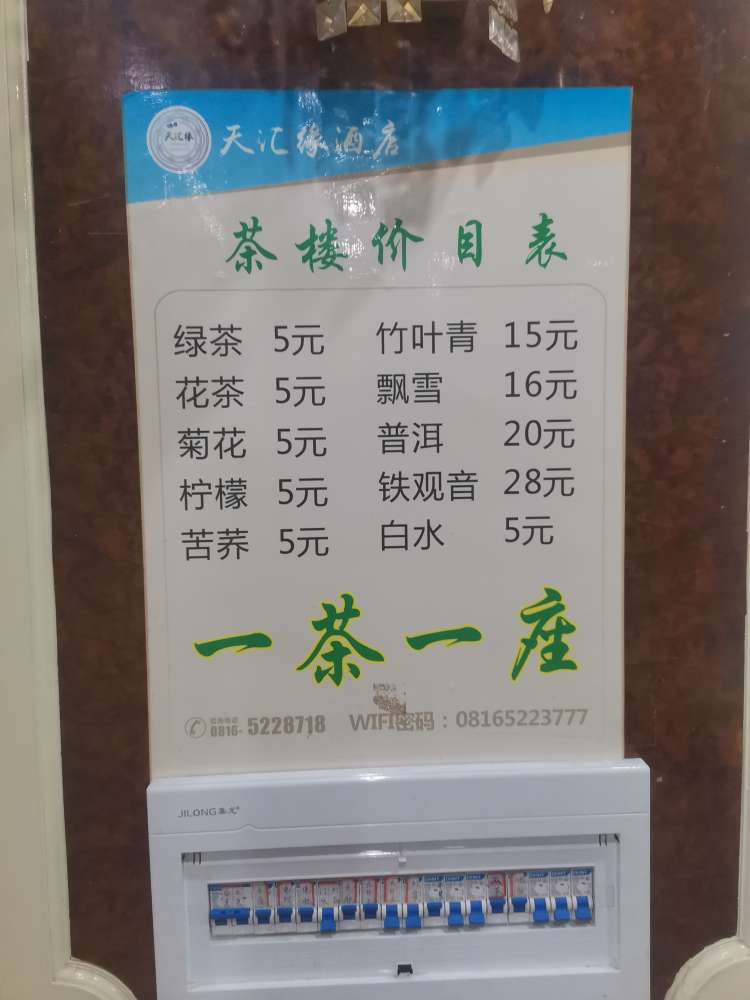 天汇缘
天汇缘酒店
茶楼价目表
绿茶 5元 竹叶青 15元
花茶 5元 飘雪 16元
菊花 5元 普洱 20元
柠檬 5元 铁观音 28元
苦荞 5元 白水 5元
一茶一座
0816-5228718 WIFI密码：08165223777
JILONG